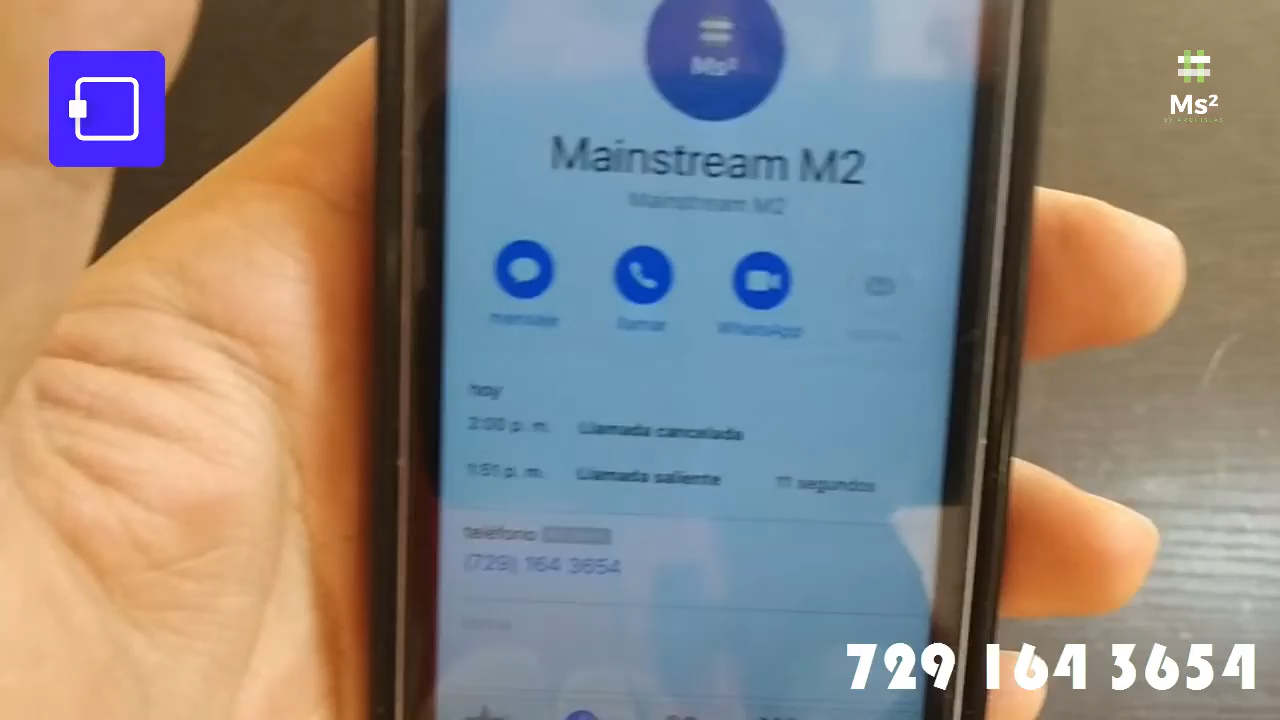 Ms²
Ms²
Mainstream M2
Mainstream M2
mensaje
llamar
WhatsApp
hoy
2:00 p. m. Llamada cancelada
1:51 p. m. Llamada saliente 11 segundos
teléfono
(729) 164 3654
729 164 3654